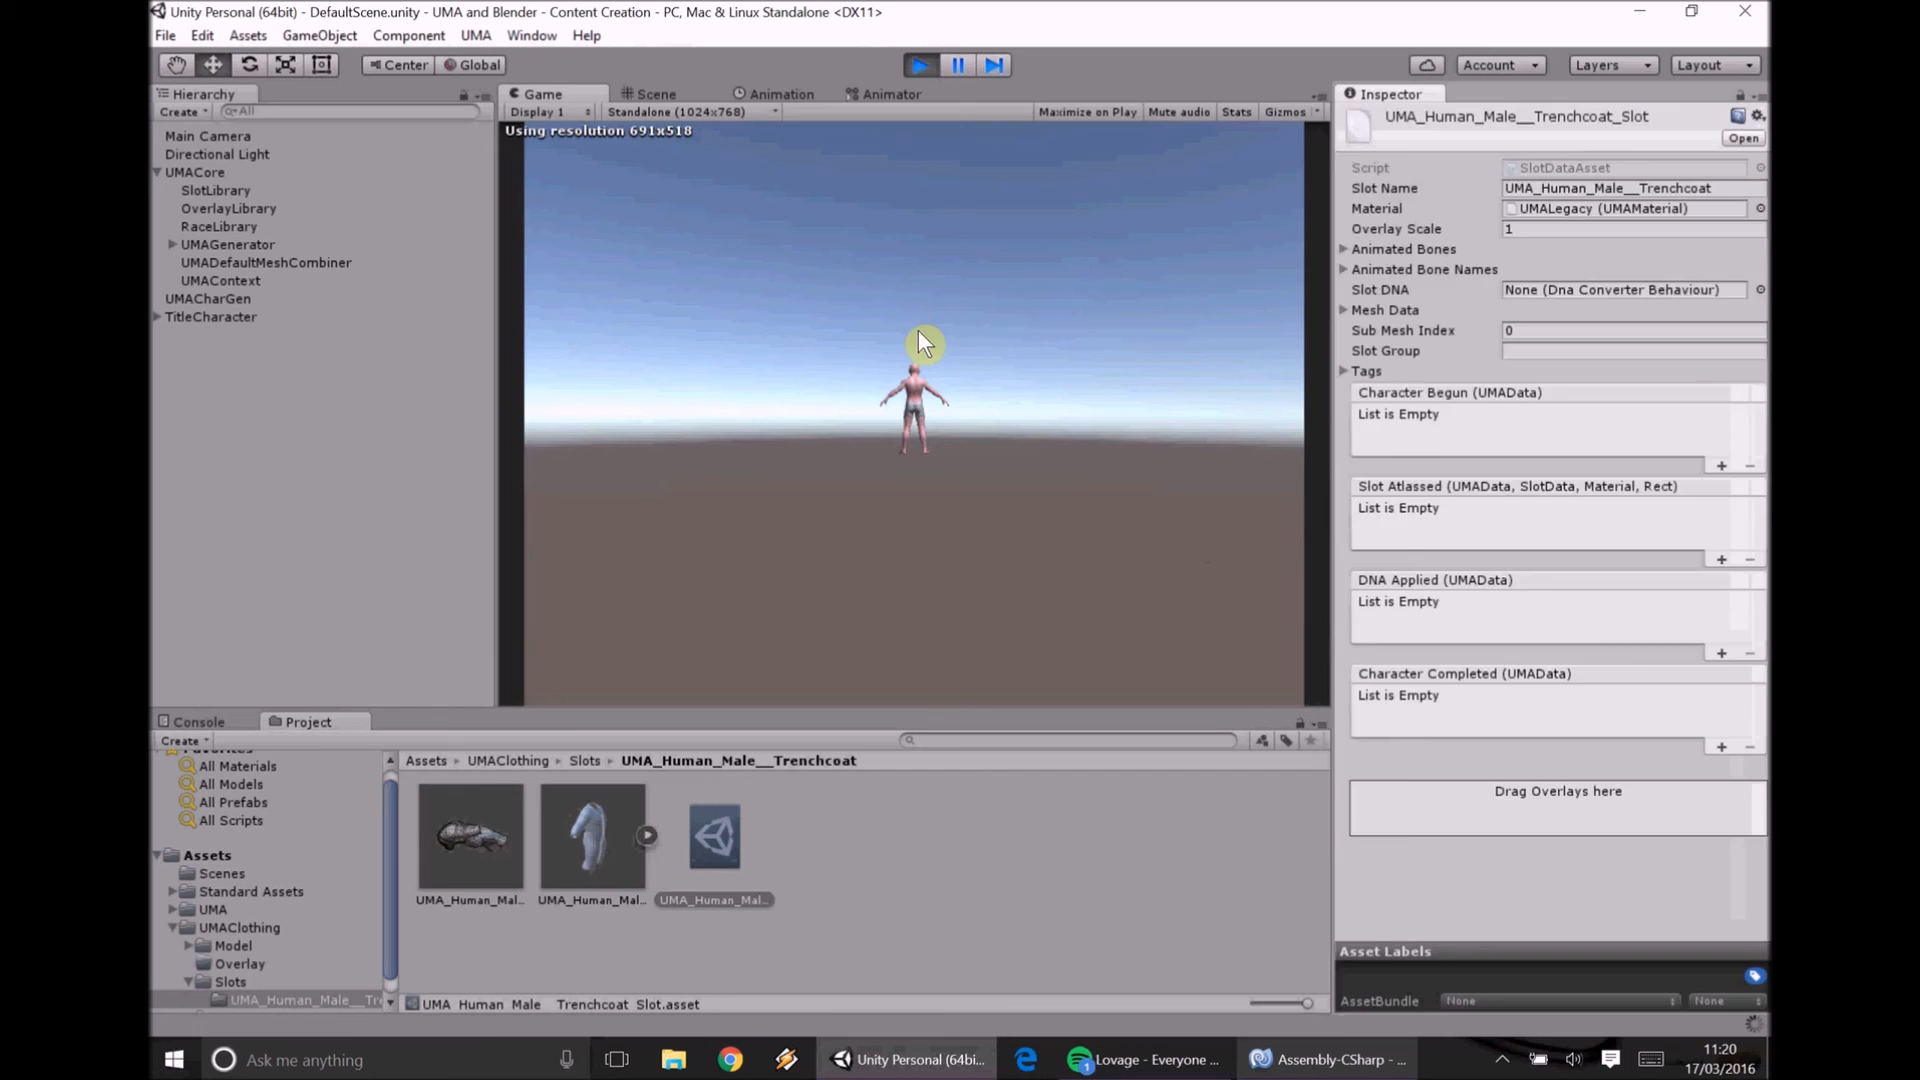 Unity Personal (64bit) - DefaultScene.unity - UMA and Blender - Content Creation - PC, Mac & Linux Standalone <DX11>
File Edit Assets GameObject Component UMA Window Help
Center Global Account Layers Layout
Hierarchy
Create All
Main Camera
Directional Light
UMACore
SlotLibrary
OverlayLibrary
RaceLibrary
UMAGenerator
UMADefaultMeshCombiner
UMAContext
UMACharGen
TitleCharacter
Game Scene Animation Animator
Display 1 Standalone (1024x768) Maximize on Play Mute audio Stats Gizmos
Using resolution 691x518
Inspector
UMA_Human_Male__Trenchcoat_Slot
Open
Script SlotDataAsset
Slot Name UMA_Human_Male__Trenchcoat
Material UMALegacy (UMAMaterial)
Overlay Scale 1
Animated Bones
Animated Bone Names
Slot DNA None (Dna Converter Behaviour)
Mesh Data
Sub Mesh Index 0
Slot Group
Tags
Character Begun (UMAData)
List is Empty
Slot Atlassed (UMAData, SlotData, Material, Rect)
List is Empty
DNA Applied (UMAData)
List is Empty
Character Completed (UMAData)
List is Empty
Drag Overlays here
Asset Labels
AssetBundle None None
Console Project
Create
Favorites
All Materials
All Models
All Prefabs
All Scripts
Assets
Scenes
Standard Assets
UMA
UMAClothing
Model
Overlay
Slots
UMA_Human_Male__Tre
Assets UMAClothing Slots UMA_Human_Male__Trenchcoat
UMA_Human_Mal... UMA_Human_Mal... UMA_Human_Mal...
UMA_Human_Male__Trenchcoat_Slot.asset
Ask me anything
Unity Personal (64bi...
1 Lovage - Everyone ...
Assembly-CSharp - ...
11:20
17/03/2016